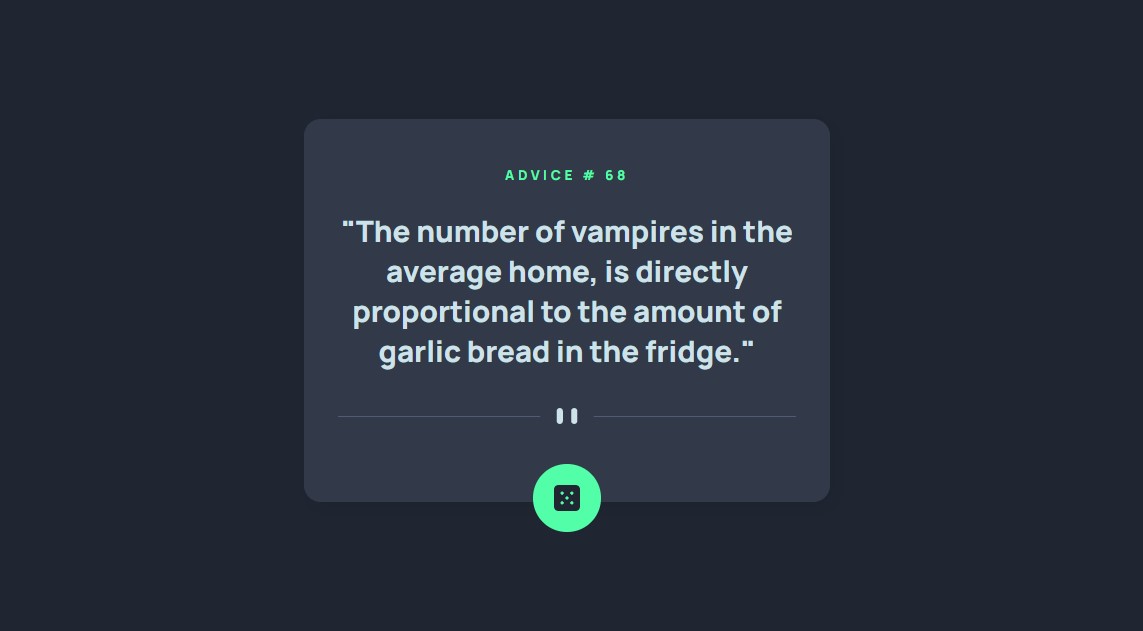 ADVICE # 68
"The number of vampires in the
average home, is directly
proportional to the amount of
garlic bread in the fridge."